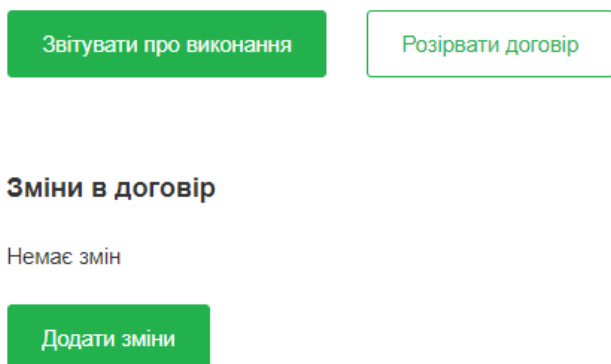 Звітувати про виконання
Розірвати договір
Зміни в договір
Немає змін
Додати зміни